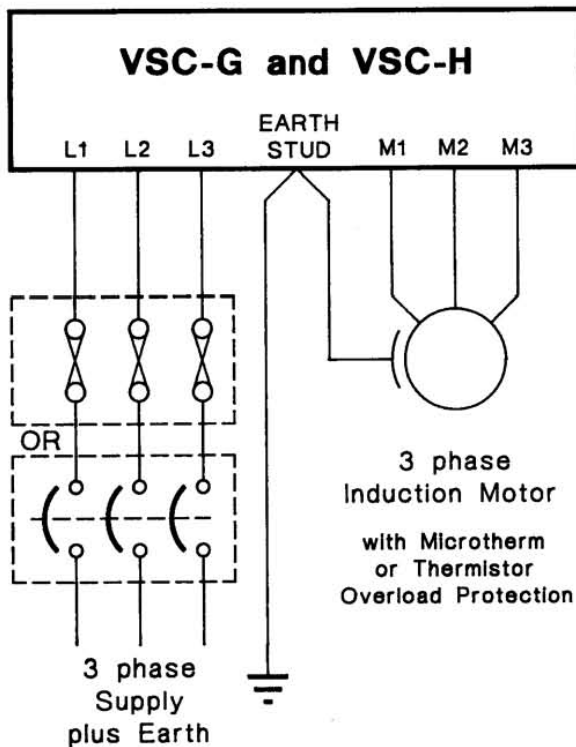 VSC-G and VSC-H
EARTH
STUD
L1 L2 L3 M1 M2 M3
OR
3 phase
Induction Motor
with Microtherm
or Thermistor
Overload Protection
3 phase
Supply
plus Earth